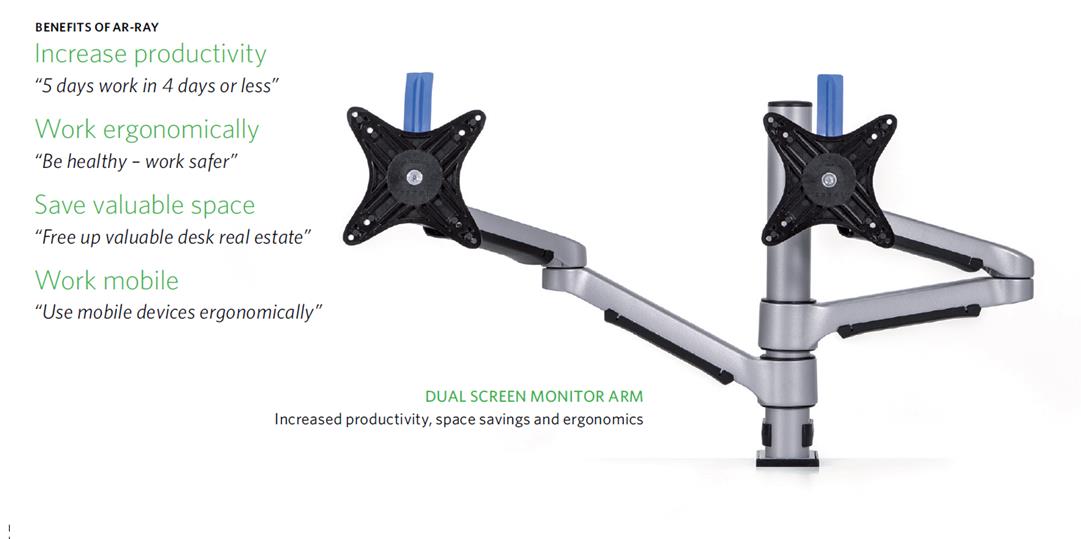 BENEFITS OF AR-RAY
Increase productivity
“5 days work in 4 days or less”
Work ergonomically
“Be healthy – work safer”
Save valuable space
“Free up valuable desk real estate”
Work mobile
“Use mobile devices ergonomically”
DUAL SCREEN MONITOR ARM
Increased productivity, space savings and ergonomics